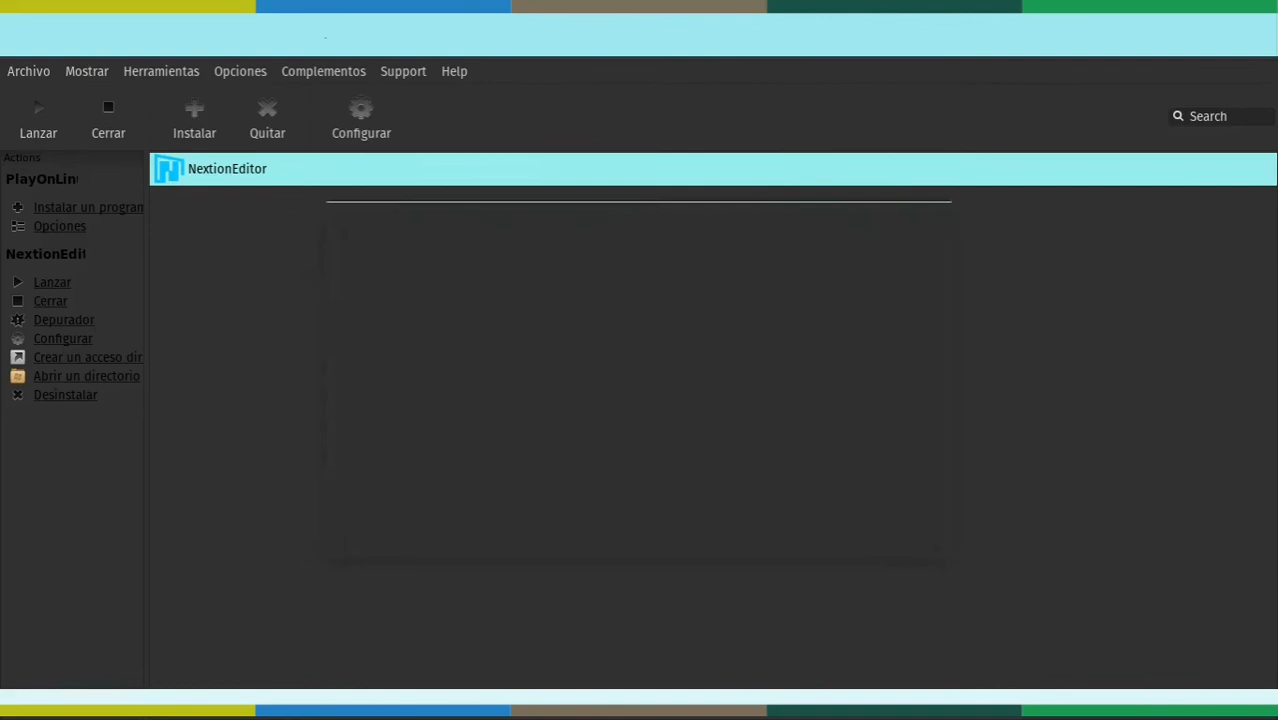 Archivo Mostrar Herramientas Opciones Complementos Support Help
Lanzar Cerrar Instalar Quitar Configurar Search
Actions
PlayOnLin
NextionEditor
Instalar un progran
Opciones
NextionEdit
Lanzar
Cerrar
Depurador
Configurar
Crear un acceso dir
Abrir un directorio
Desinstalar